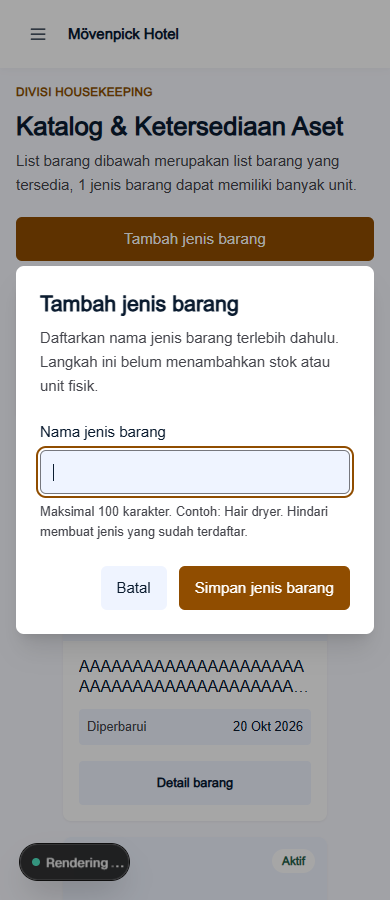 Mövenpick Hotel
DIVISI HOUSEKEEPING
Katalog & Ketersediaan Aset
List barang dibawah merupakan list barang yang
tersedia, 1 jenis barang dapat memiliki banyak unit.
Tambah jenis barang
Tambah jenis barang
Daftarkan nama jenis barang terlebih dahulu.
Langkah ini belum menambahkan stok atau
unit fisik.
Nama jenis barang
Maksimal 100 karakter. Contoh: Hair dryer. Hindari
membuat jenis yang sudah terdaftar.
Batal
Simpan jenis barang
AAAAAAAAAAAAAAAAAAAAA
AAAAAAAAAAAAAAAAAAAA...
Diperbarui
20 Okt 2026
Detail barang
Rendering ...
Aktif